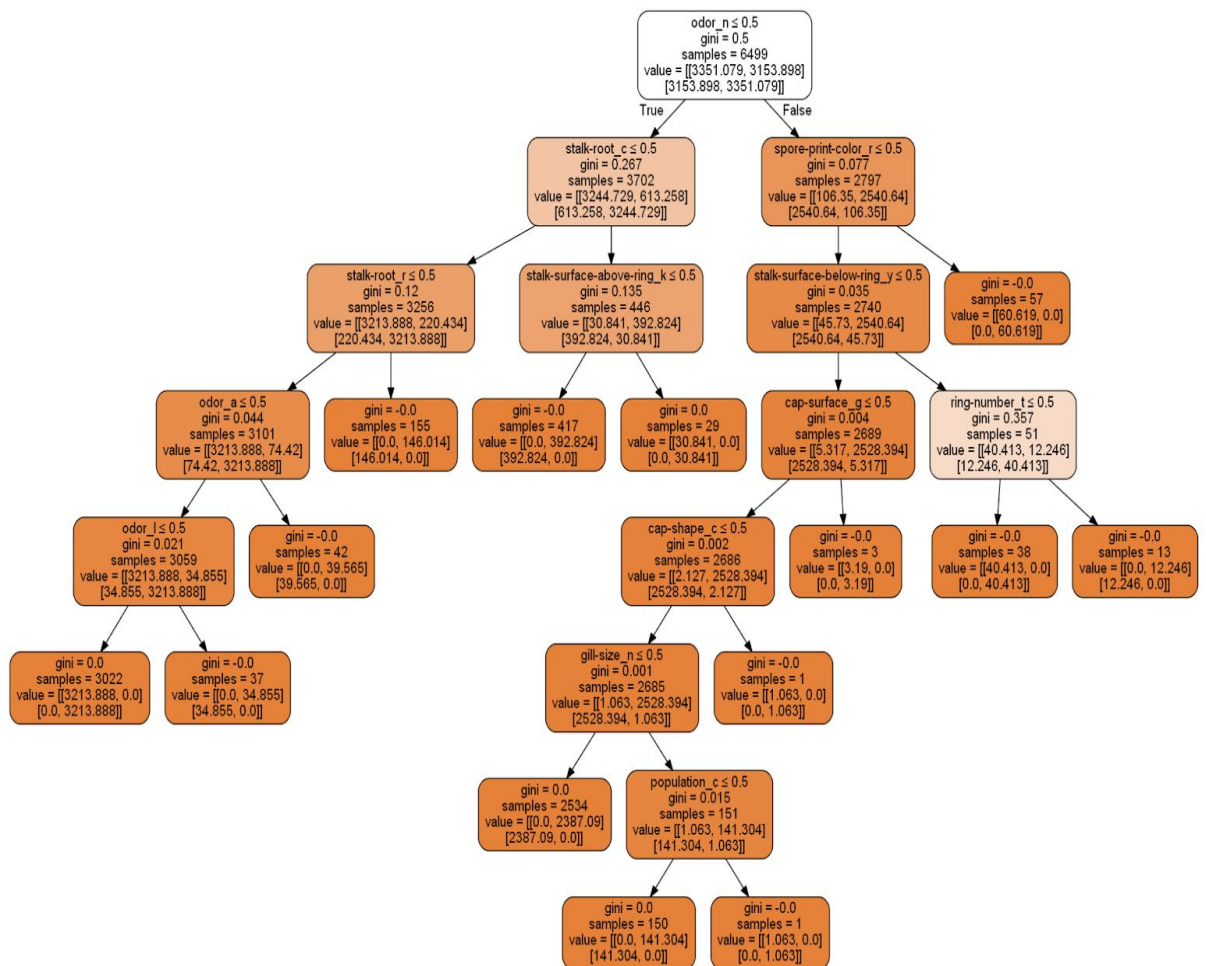 odor_n ≤ 0.5
gini = 0.5
samples = 6499
value = [[3351.079, 3153.898]
[3153.898, 3351.079]]
True
False
stalk-root_c ≤ 0.5
gini = 0.267
samples = 3702
value = [[3244.729, 613.258]
[613.258, 3244.729]]
spore-print-color_r ≤ 0.5
gini = 0.077
samples = 2797
value = [[106.35, 2540.64]
[2540.64, 106.35]]
stalk-root_r ≤ 0.5
gini = 0.12
samples = 3256
value = [[3213.888, 220.434]
[220.434, 3213.888]]
stalk-surface-above-ring_k ≤ 0.5
gini = 0.135
samples = 446
value = [[30.841, 392.824]
[392.824, 30.841]]
stalk-surface-below-ring_y ≤ 0.5
gini = 0.035
samples = 2740
value = [[45.73, 2540.64]
[2540.64, 45.73]]
gini = -0.0
samples = 57
value = [[60.619, 0.0]
[0.0, 60.619]]
odor_a ≤ 0.5
gini = 0.044
samples = 3101
value = [[3213.888, 74.42]
[74.42, 3213.888]]
gini = -0.0
samples = 155
value = [[0.0, 146.014]
[146.014, 0.0]]
gini = -0.0
samples = 417
value = [[0.0, 392.824]
[392.824, 0.0]]
gini = 0.0
samples = 29
value = [[30.841, 0.0]
[0.0, 30.841]]
cap-surface_g ≤ 0.5
gini = 0.004
samples = 2689
value = [[5.317, 2528.394]
[2528.394, 5.317]]
ring-number_t ≤ 0.5
gini = 0.357
samples = 51
value = [[40.413, 12.246]
[12.246, 40.413]]
odor_l ≤ 0.5
gini = 0.021
samples = 3059
value = [[3213.888, 34.855]
[34.855, 3213.888]]
gini = -0.0
samples = 42
value = [[0.0, 39.565]
[39.565, 0.0]]
cap-shape_c ≤ 0.5
gini = 0.002
samples = 2686
value = [[2.127, 2528.394]
[2528.394, 2.127]]
gini = -0.0
samples = 3
value = [[3.19, 0.0]
[0.0, 3.19]]
gini = -0.0
samples = 38
value = [[40.413, 0.0]
[0.0, 40.413]]
gini = -0.0
samples = 13
value = [[0.0, 12.246]
[12.246, 0.0]]
gini = 0.0
samples = 3022
value = [[3213.888, 0.0]
[0.0, 3213.888]]
gini = -0.0
samples = 37
value = [[0.0, 34.855]
[34.855, 0.0]]
gill-size_n ≤ 0.5
gini = 0.001
samples = 2685
value = [[1.063, 2528.394]
[2528.394, 1.063]]
gini = -0.0
samples = 1
value = [[1.063, 0.0]
[0.0, 1.063]]
gini = 0.0
samples = 2534
value = [[0.0, 2387.09]
[2387.09, 0.0]]
population_c ≤ 0.5
gini = 0.015
samples = 151
value = [[1.063, 141.304]
[141.304, 1.063]]
gini = 0.0
samples = 150
value = [[0.0, 141.304]
[141.304, 0.0]]
gini = -0.0
samples = 1
value = [[1.063, 0.0]
[0.0, 1.063]]